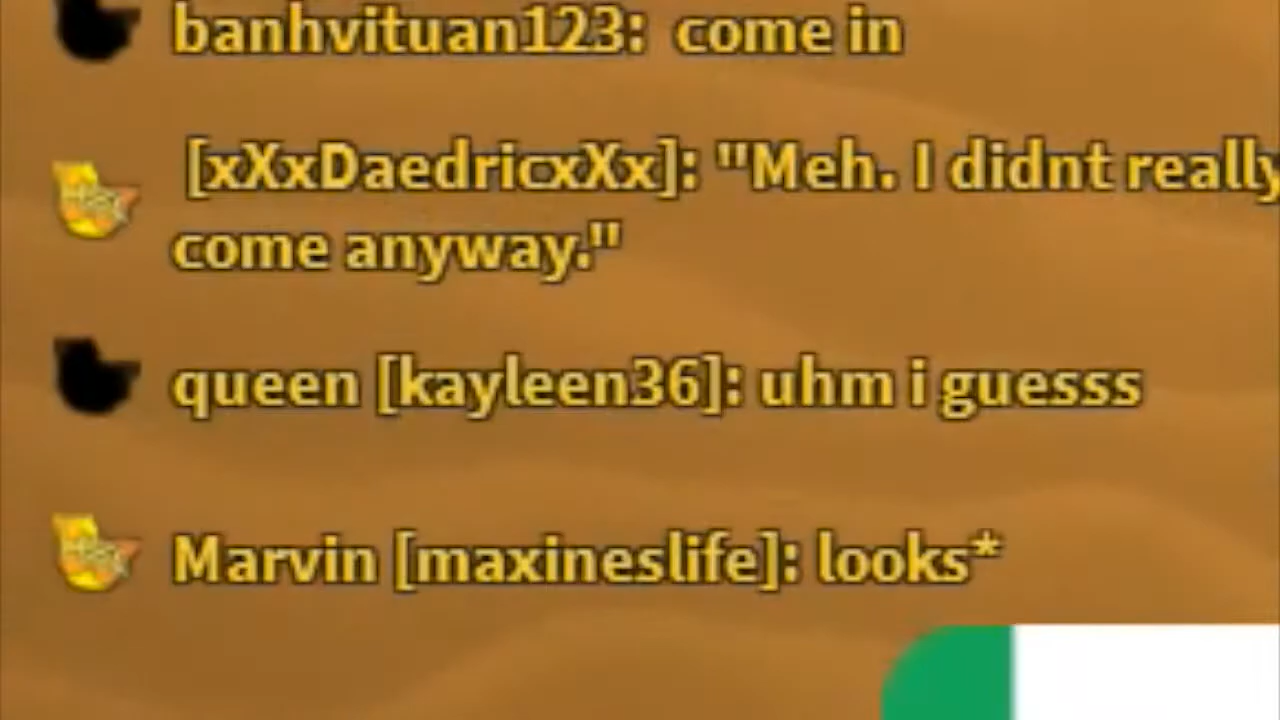 banhvituan123: come in
[xXxDaedricxXx]: "Meh. I didnt really
come anyway."
queen [kayleen36]: uhm i guesss
Marvin [maxineslife]: looks*